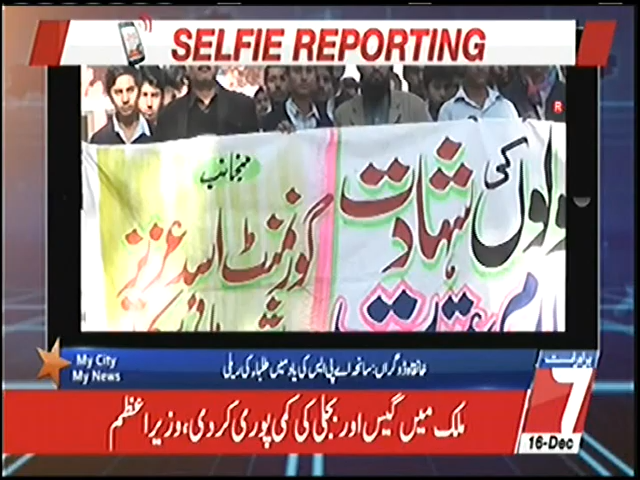 SELFIE REPORTING
R
کی شہادت
منجانب
گورنمنٹ
عزیز
My City
My News
خانقاہ ڈوگراں: سانحہ اے پی ایس کی یاد میں طلباء کی ریلی
7
16-Dec
ملک میں گیس اور بجلی کی کمی پوری کردی، وزیراعظم